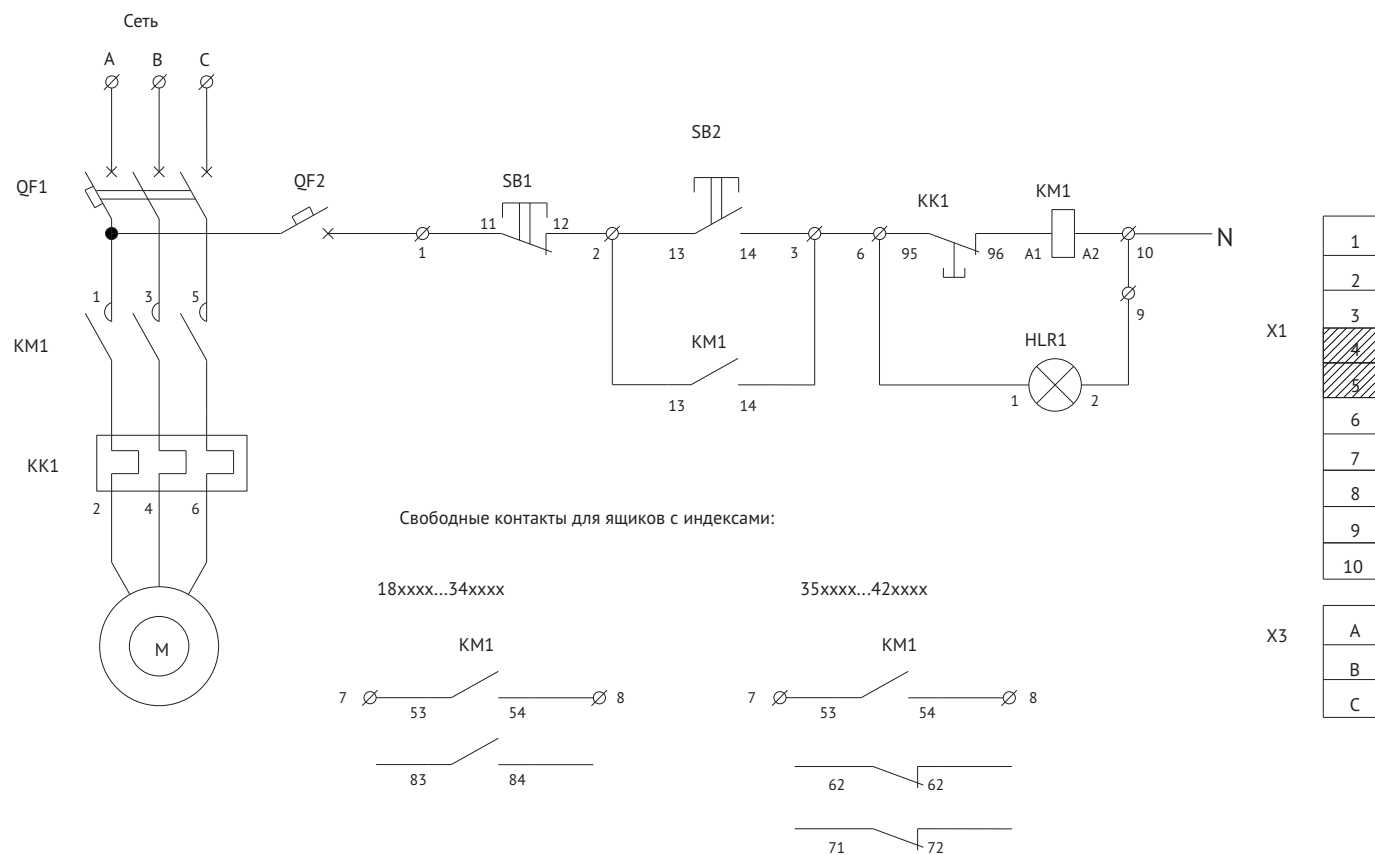 Сеть
A B C
SB2
QF1 QF2 SB1 KK1 KM1
11 12
1 2 13 14 3 6 95 96 A1 A2 10 N
1 3 5
9
KM1 KM1 HLR1
13 14 1 2
KK1
2 4 6
M
X1
1
2
3
4
5
6
7
8
9
10
X3
A
B
C
Свободные контакты для ящиков с индексами:
18xxxx...34xxxx
KM1
7 53 54 8
83 84
35xxxx...42xxxx
KM1
7 53 54 8
62 62
71 72